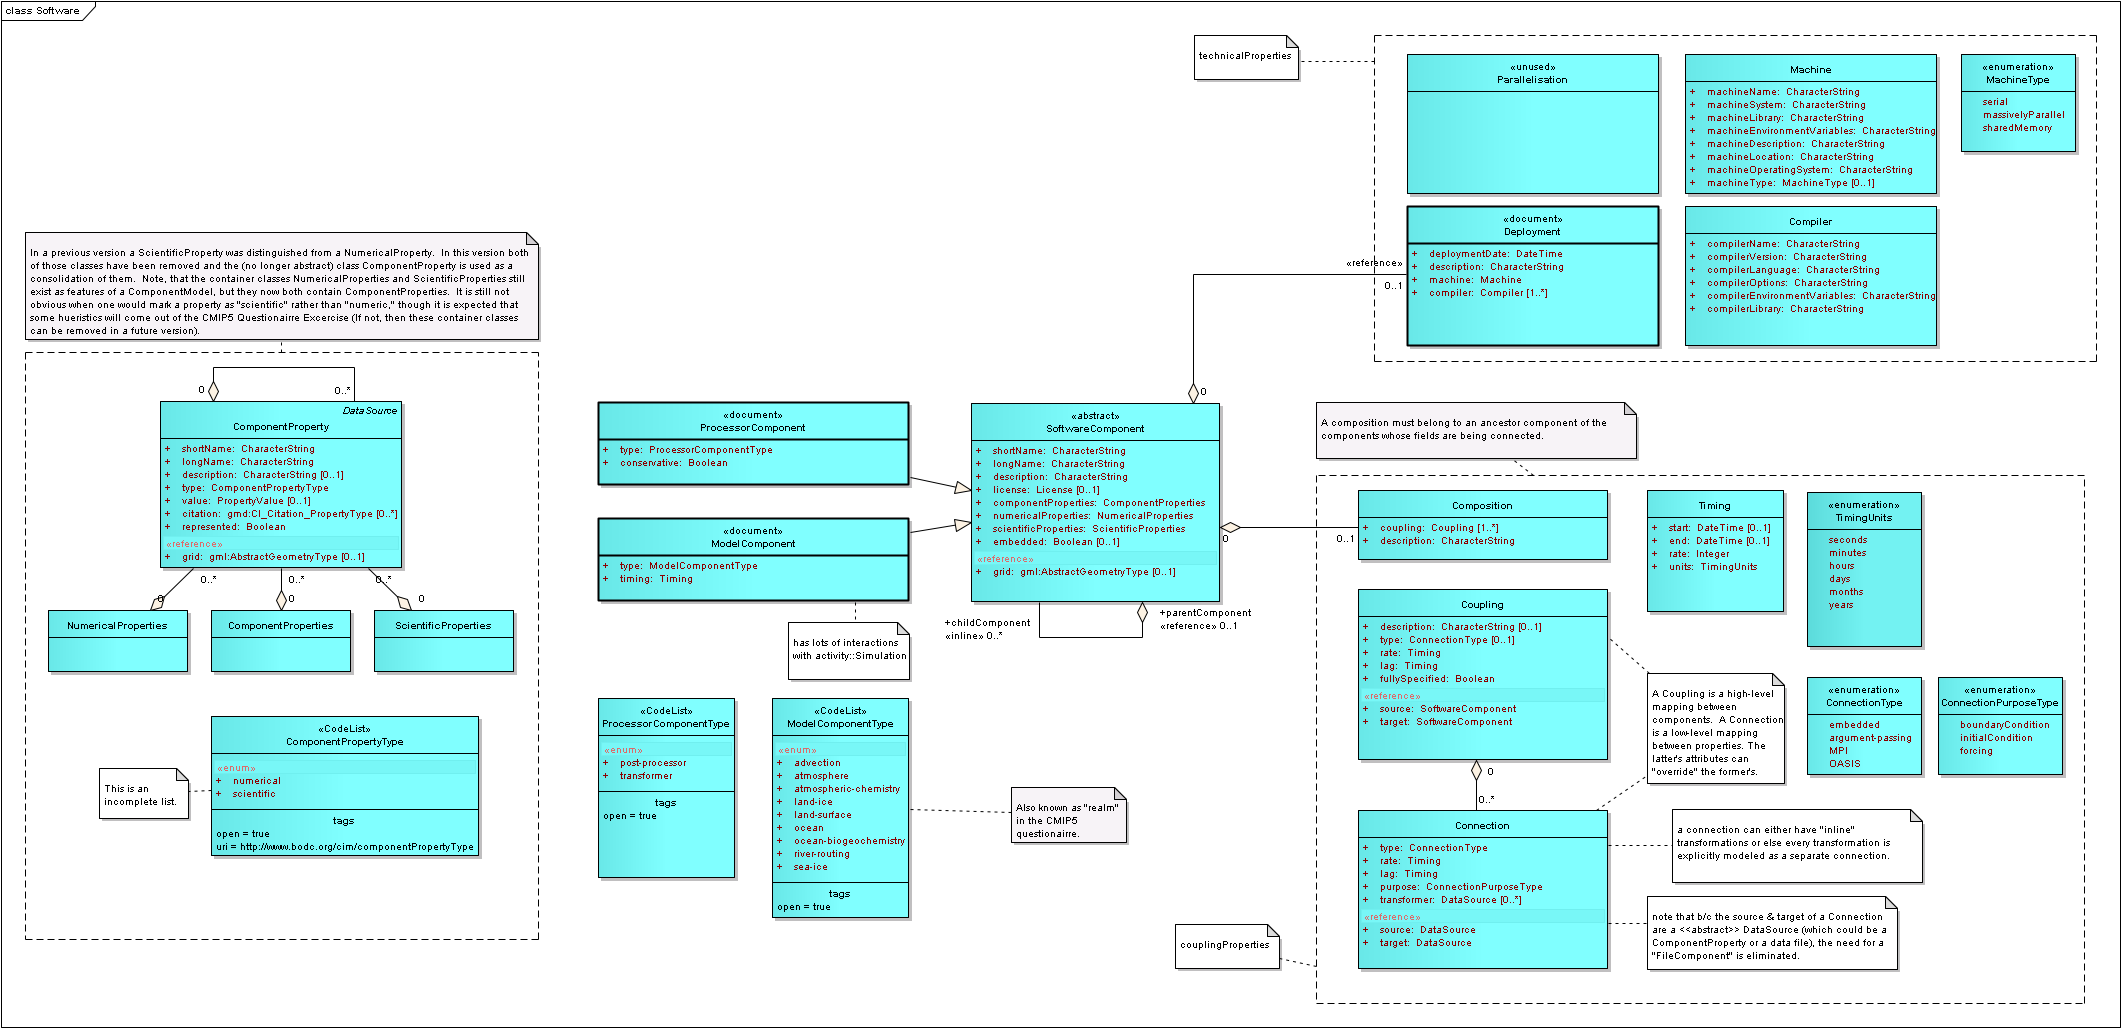 class Software
technicalProperties
«unused»
Parallelisation
Machine
+ machineName: CharacterString
+ machineSystem: CharacterString
+ machineLibrary: CharacterString
+ machineEnvironmentVariables: CharacterString
+ machineDescription: CharacterString
+ machineLocation: CharacterString
+ machineOperatingSystem: CharacterString
+ machineType: MachineType [0..1]
«enumeration»
MachineType
serial
massivelyParallel
sharedMemory
«document»
Deployment
+ deploymentDate: DateTime
+ description: CharacterString
+ machine: Machine
+ compiler: Compiler [1..*]
Compiler
+ compilerName: CharacterString
+ compilerVersion: CharacterString
+ compilerLanguage: CharacterString
+ compilerOptions: CharacterString
+ compilerEnvironmentVariables: CharacterString
+ compilerLibrary: CharacterString
«reference»
0..1
0
In a previous version a ScientificProperty was distinguished from a NumericalProperty. In this version both
of those classes have been removed and the (no longer abstract) class ComponentProperty is used as a
consolidation of them. Note, that the container classes NumericalProperties and ScientificProperties still
exist as features of a ComponentModel, but they now both contain ComponentProperties. It is still not
obvious when one would mark a property as "scientific" rather than "numeric," though it is expected that
some hueristics will come out of the CMIP5 Questionairre Excercise (If not, then these container classes
can be removed in a future version).
0
0..*
DataSource
ComponentProperty
+ shortName: CharacterString
+ longName: CharacterString
+ description: CharacterString [0..1]
+ type: ComponentPropertyType
+ value: PropertyValue [0..1]
+ citation: gmd:CI_Citation_PropertyType [0..*]
+ represented: Boolean
«reference»
+ grid: gml:AbstractGeometryType [0..1]
0..*
0..*
0..*
0
0
0
NumericalProperties
ComponentProperties
ScientificProperties
«CodeList»
ComponentPropertyType
«enum»
+ numerical
+ scientific
tags
open = true
uri = http://www.bodc.org/cim/componentPropertyType
This is an
incomplete list.
«document»
ProcessorComponent
+ type: ProcessorComponentType
+ conservative: Boolean
«document»
ModelComponent
+ type: ModelComponentType
+ timing: Timing
has lots of interactions
with activity::Simulation
«CodeList»
ProcessorComponentType
«enum»
+ post-processor
+ transformer
tags
open = true
«CodeList»
ModelComponentType
«enum»
+ advection
+ atmosphere
+ atmospheric-chemistry
+ land-ice
+ land-surface
+ ocean
+ ocean-biogeochemistry
+ river-routing
+ sea-ice
tags
open = true
Also known as "realm"
in the CMIP5
questionairre.
«abstract»
SoftwareComponent
+ shortName: CharacterString
+ longName: CharacterString
+ description: CharacterString
+ license: License [0..1]
+ componentProperties: ComponentProperties
+ numericalProperties: NumericalProperties
+ scientificProperties: ScientificProperties
+ embedded: Boolean [0..1]
«reference»
+ grid: gml:AbstractGeometryType [0..1]
+childComponent
«inline» 0..*
+parentComponent
«reference» 0..1
0
0..1
A composition must belong to an ancestor component of the
components whose fields are being connected.
Composition
+ coupling: Coupling [1..*]
+ description: CharacterString
Timing
+ start: DateTime [0..1]
+ end: DateTime [0..1]
+ rate: Integer
+ units: TimingUnits
«enumeration»
TimingUnits
seconds
minutes
hours
days
months
years
Coupling
+ description: CharacterString [0..1]
+ type: ConnectionType [0..1]
+ rate: Timing
+ lag: Timing
+ fullySpecified: Boolean
«reference»
+ source: SoftwareComponent
+ target: SoftwareComponent
0
0..*
A Coupling is a high-level
mapping between
components. A Connection
is a low-level mapping
between properties. The
latter's attributes can
"override" the former's.
«enumeration»
ConnectionType
embedded
argument-passing
MPI
OASIS
«enumeration»
ConnectionPurposeType
boundaryCondition
initialCondition
forcing
Connection
+ type: ConnectionType
+ rate: Timing
+ lag: Timing
+ purpose: ConnectionPurposeType
+ transformer: DataSource [0..*]
«reference»
+ source: DataSource
+ target: DataSource
a connection can either have "inline"
transformations or else every transformation is
explicitly modeled as a separate connection.
note that b/c the source & target of a Connection
are a <<abstract>> DataSource (which could be a
ComponentProperty or a data file), the need for a
"FileComponent" is eliminated.
couplingProperties